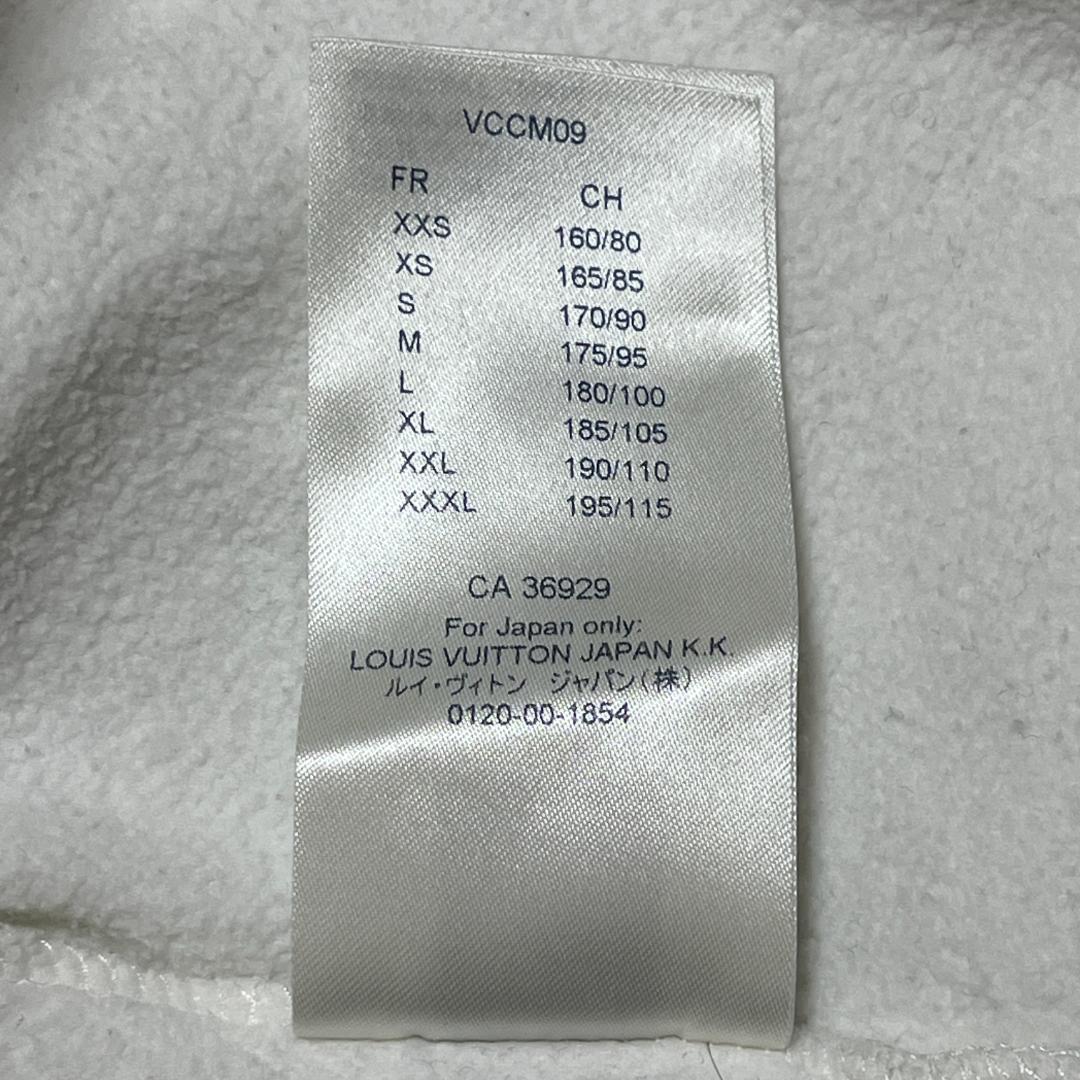 VCCM09
FR CH
XXS 160/80
XS 165/85
S 170/90
M 175/95
L 180/100
XL 185/105
XXL 190/110
XXXL 195/115
CA 36929
For Japan only:
LOUIS VUITTON JAPAN K.K.
ルイ・ヴィトン ジャパン(株)
0120-00-1854